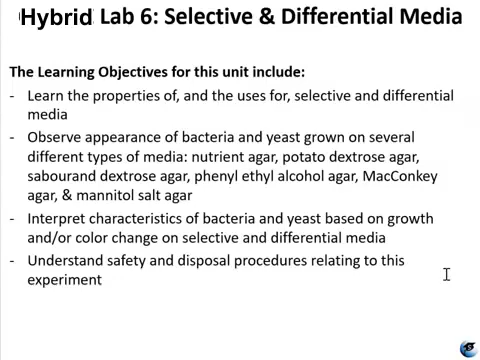 Hybrid Lab 6: Selective & Differential Media
The Learning Objectives for this unit include:
- Learn the properties of, and the uses for, selective and differential
media
- Observe appearance of bacteria and yeast grown on several
different types of media: nutrient agar, potato dextrose agar,
sabourand dextrose agar, phenyl ethyl alcohol agar, MacConkey
agar, & mannitol salt agar
- Interpret characteristics of bacteria and yeast based on growth
and/or color change on selective and differential media
- Understand safety and disposal procedures relating to this
experiment